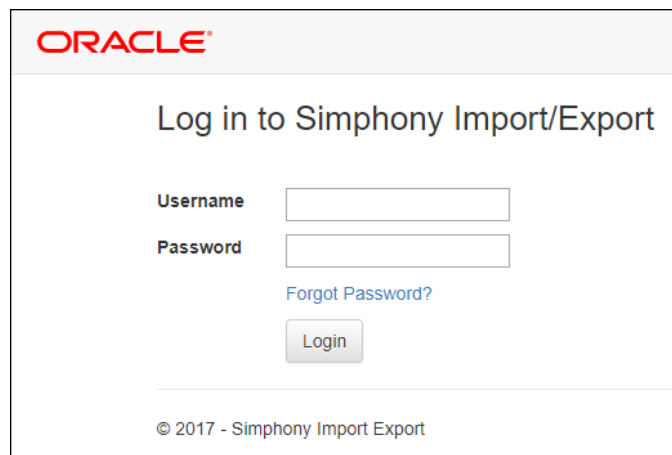 ORACLE
Log in to Simphony Import/Export
Username
Password
Forgot Password?
Login
© 2017 - Simphony Import Export